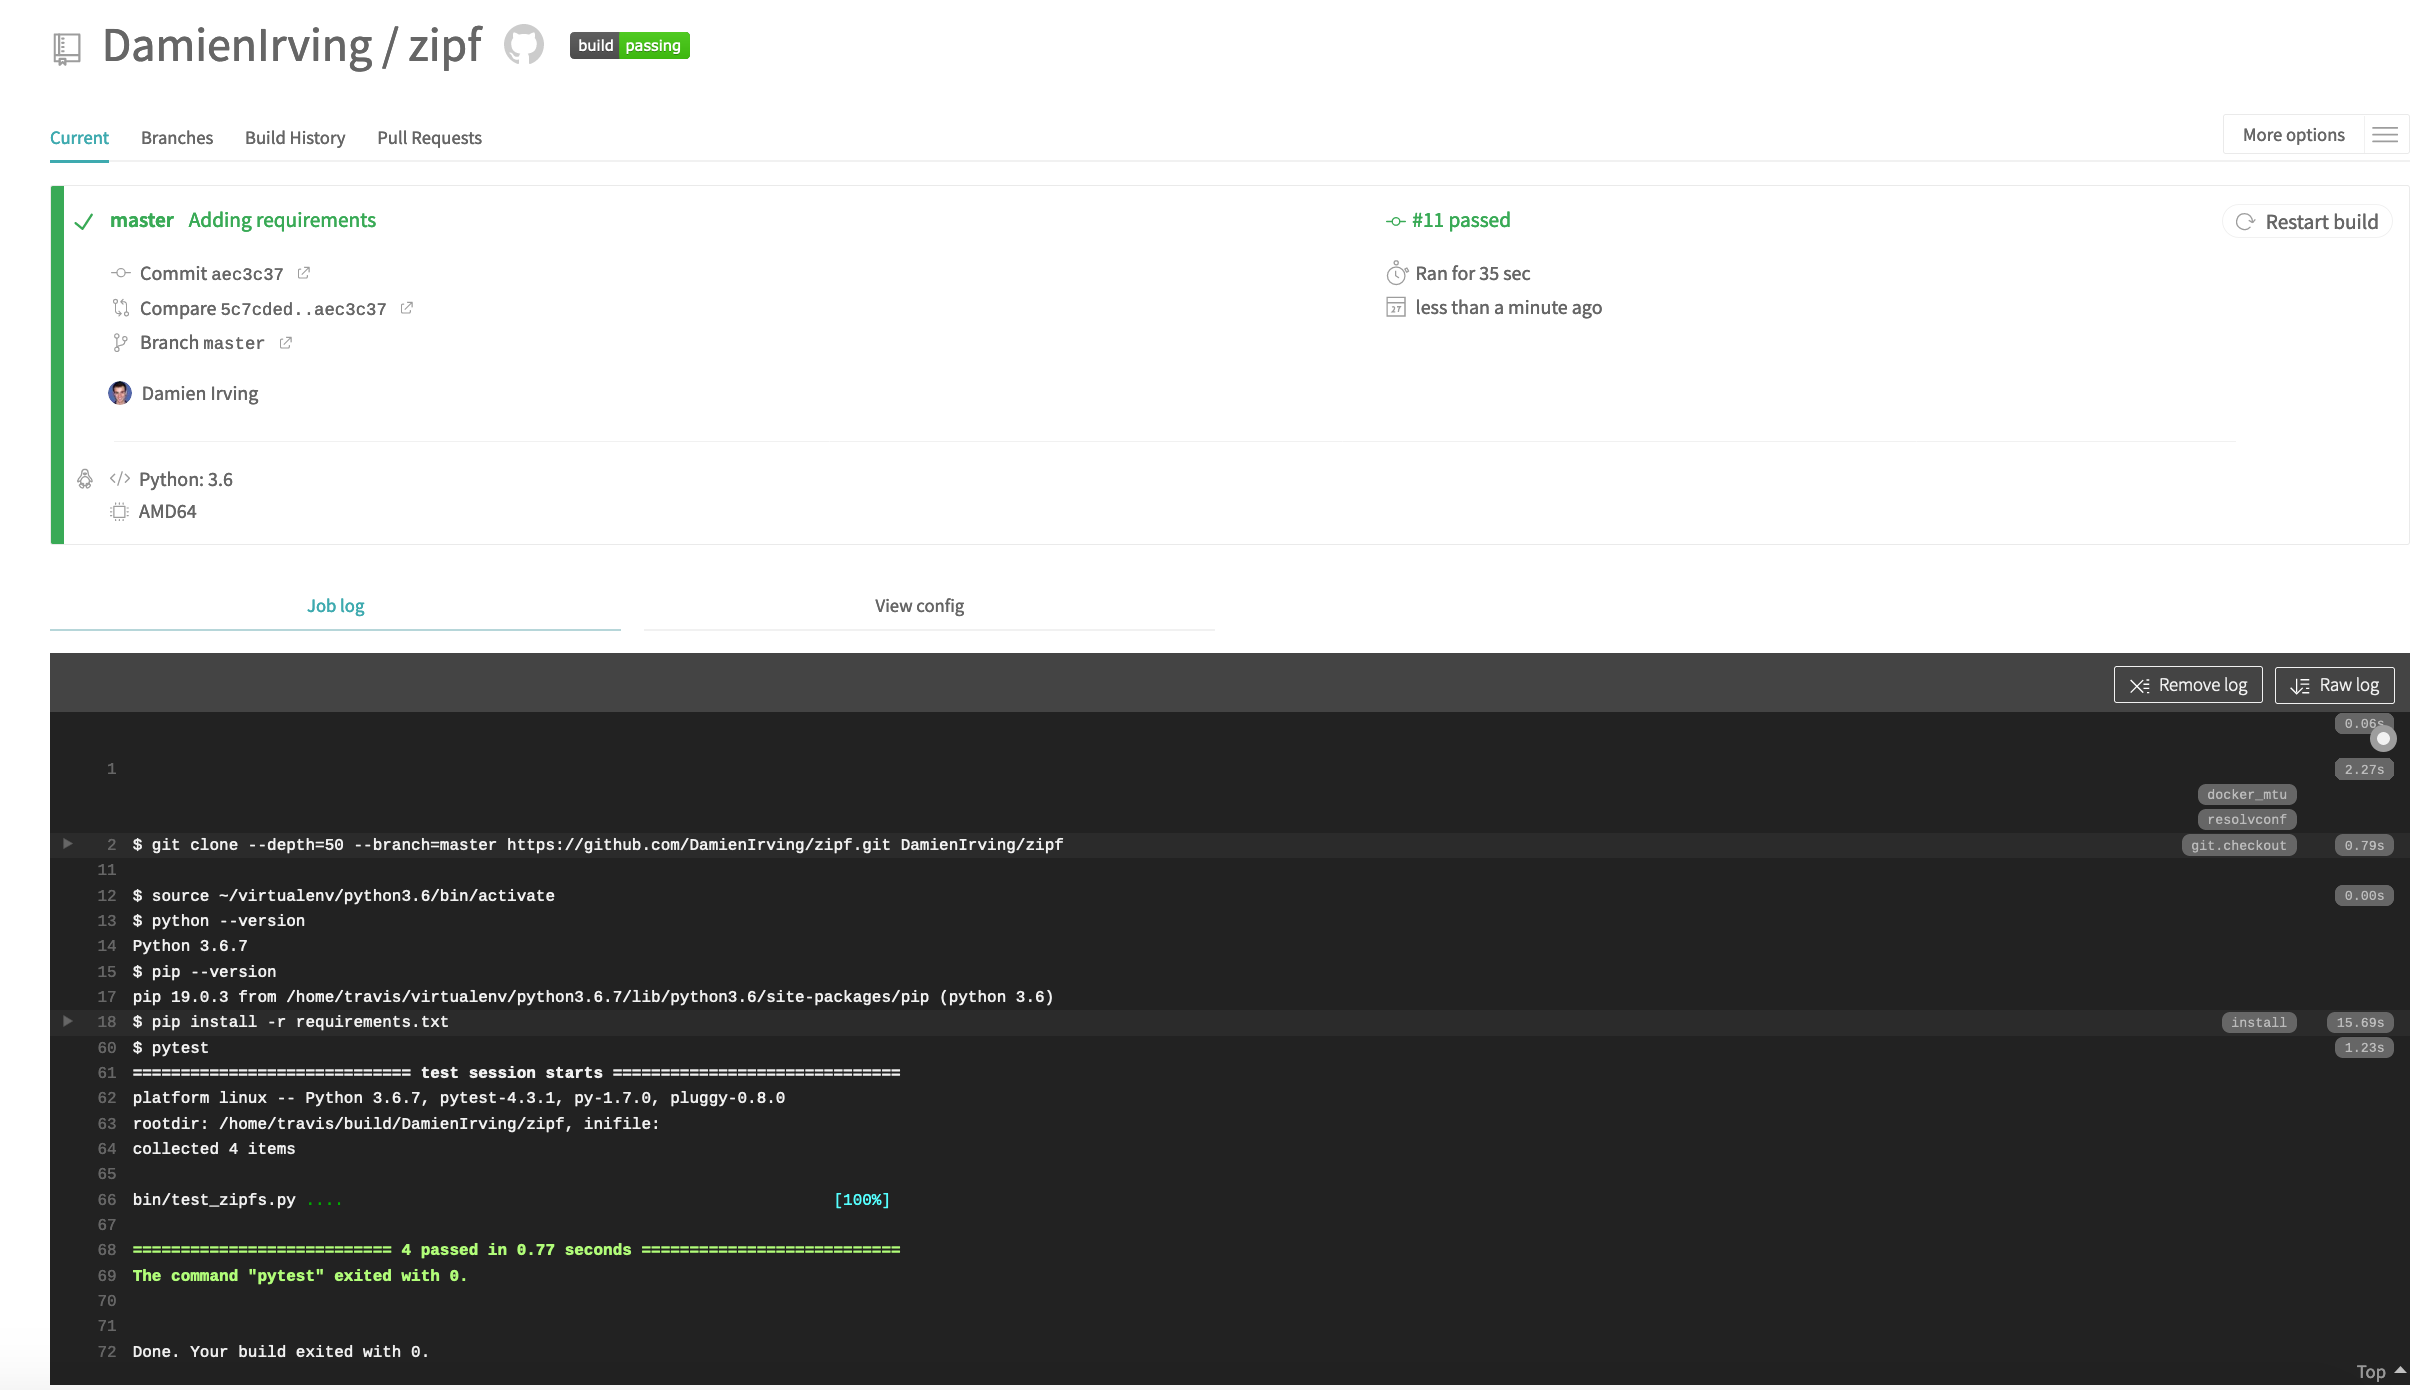 DamienIrving / zipf
build passing
Current Branches Build History Pull Requests
More options
master Adding requirements
#11 passed
Restart build
Commit aec3c37
Ran for 35 sec
Compare 5c7cded..aec3c37
27 less than a minute ago
Branch master
Damien Irving
</> Python: 3.6
AMD64
Job log View config
Remove log Raw log
0.06s
1 2.27s
docker_mtu
resolvconf
2 $ git clone --depth=50 --branch=master https://github.com/DamienIrving/zipf.git DamienIrving/zipf git.checkout 0.79s
11
12 $ source ~/virtualenv/python3.6/bin/activate 0.00s
13 $ python --version
14 Python 3.6.7
15 $ pip --version
17 pip 19.0.3 from /home/travis/virtualenv/python3.6.7/lib/python3.6/site-packages/pip (python 3.6)
18 $ pip install -r requirements.txt install 15.69s
60 $ pytest 1.23s
61 ============================= test session starts ==============================
62 platform linux -- Python 3.6.7, pytest-4.3.1, py-1.7.0, pluggy-0.8.0
63 rootdir: /home/travis/build/DamienIrving/zipf, inifile:
64 collected 4 items
65
66 bin/test_zipfs.py .... [100%]
67
68 =========================== 4 passed in 0.77 seconds ===========================
69 The command "pytest" exited with 0.
70
71
72 Done. Your build exited with 0.
Top